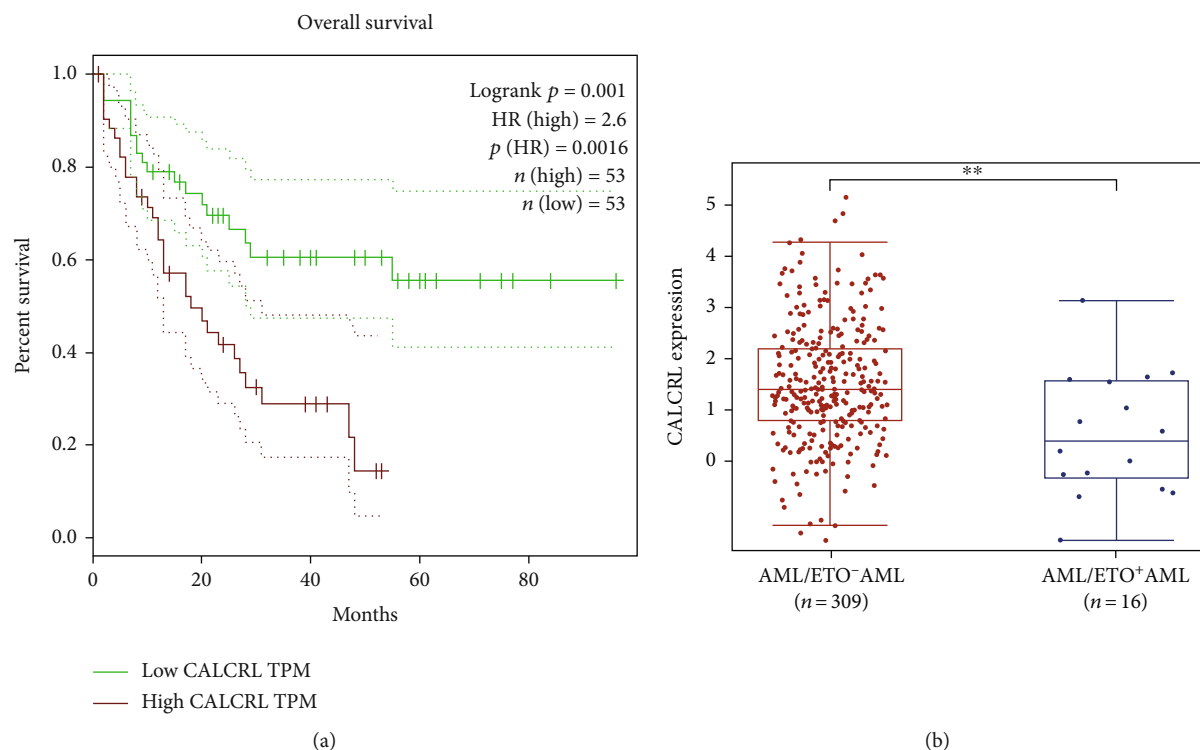 Overall survival
1.0
0.8
0.6
0.4
0.2
0.0
Percent survival
Logrank p = 0.001
HR (high) = 2.6
p (HR) = 0.0016
n (high) = 53
n (low) = 53
0
20
40
60
80
Months
Low CALCRL TPM
High CALCRL TPM
(a)
**
5
4
3
2
1
0
CALCRL expression
AML/ETO⁻AML
(n = 309)
AML/ETO⁺AML
(n = 16)
(b)